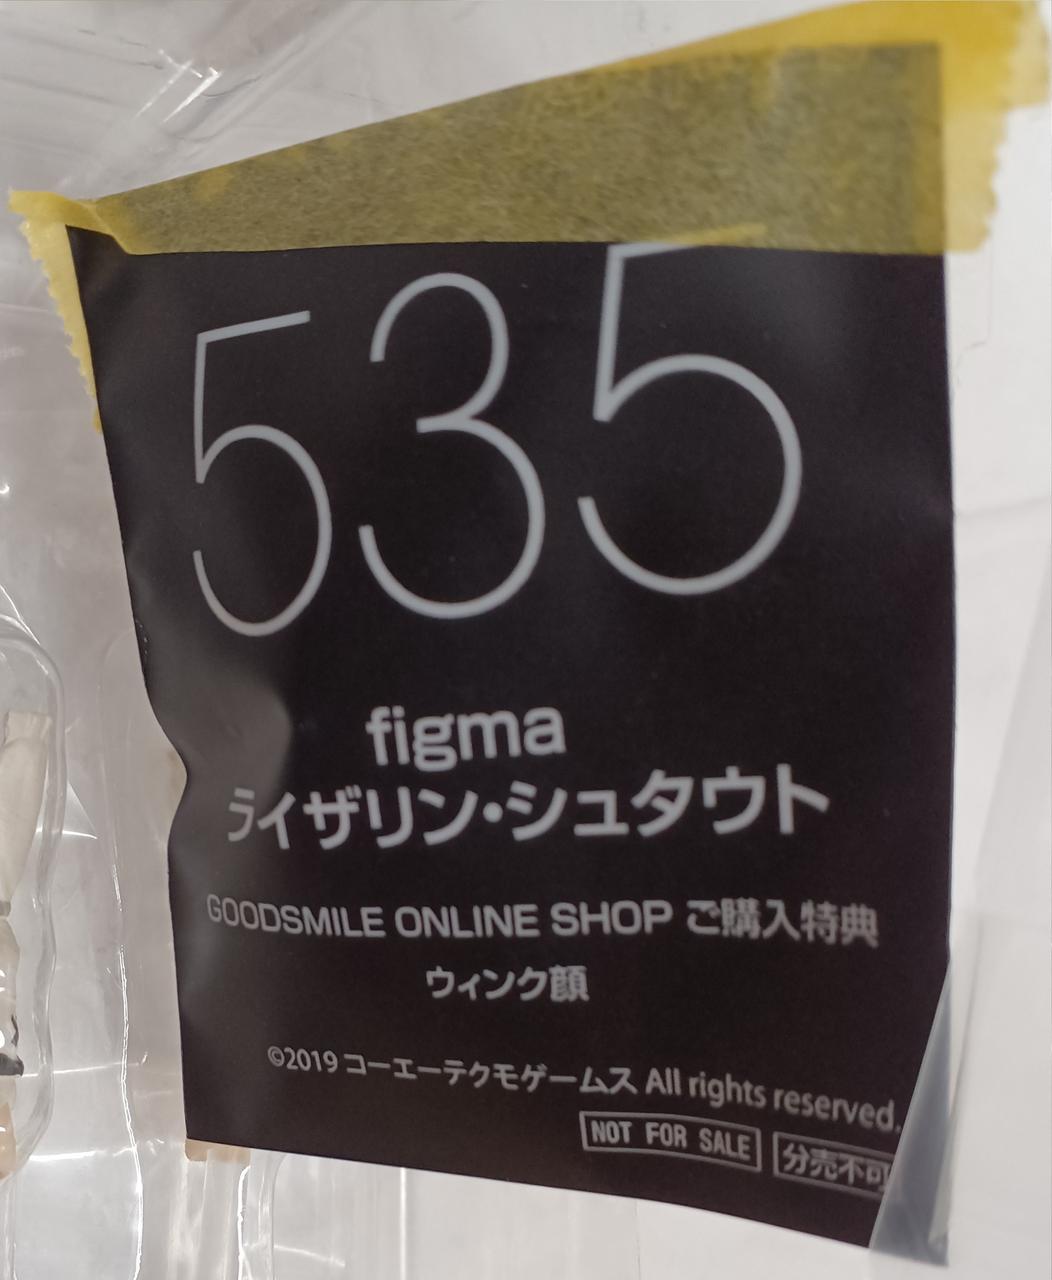 535
figma
ライザリン・シュタウト
GOODSMILE ONLINE SHOP ご購入特典
ウィンク顔
©2019 コーエーテクモゲームス All rights reserved.
NOT FOR SALE 分売不可